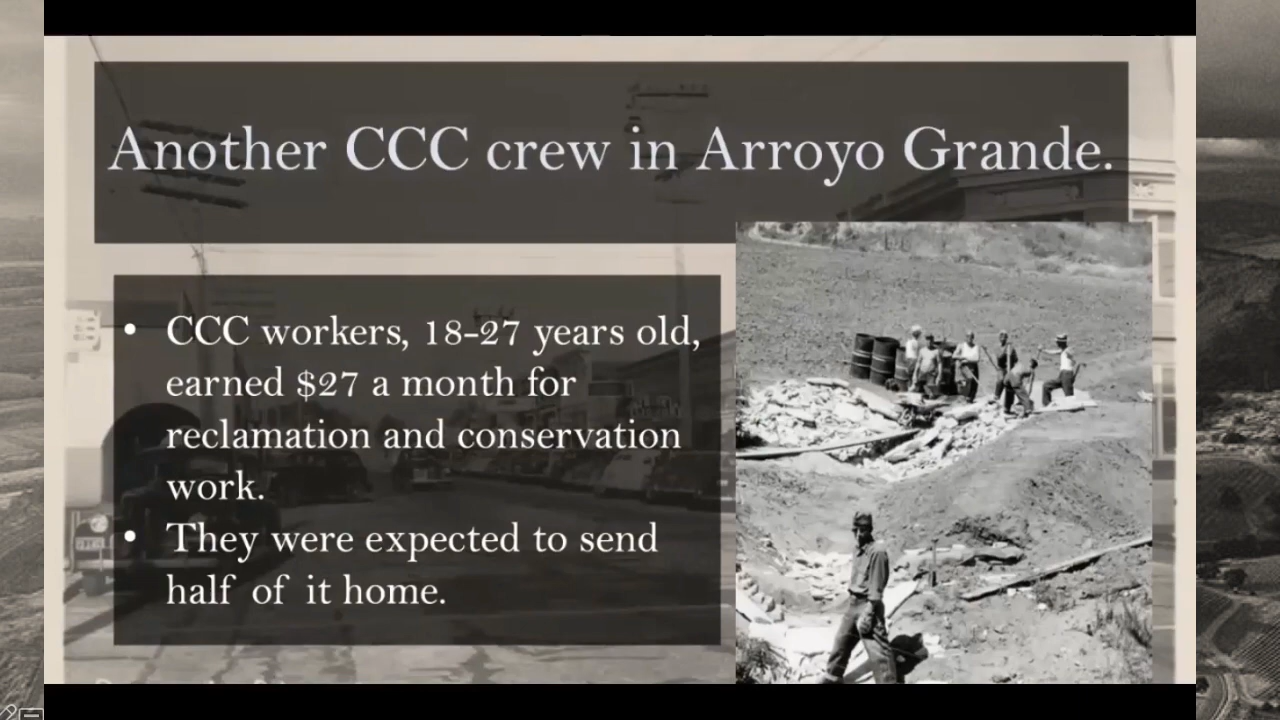 Another CCC crew in Arroyo Grande.
• CCC workers, 18-27 years old,
earned $27 a month for
reclamation and conservation
work.
• They were expected to send
half of it home.